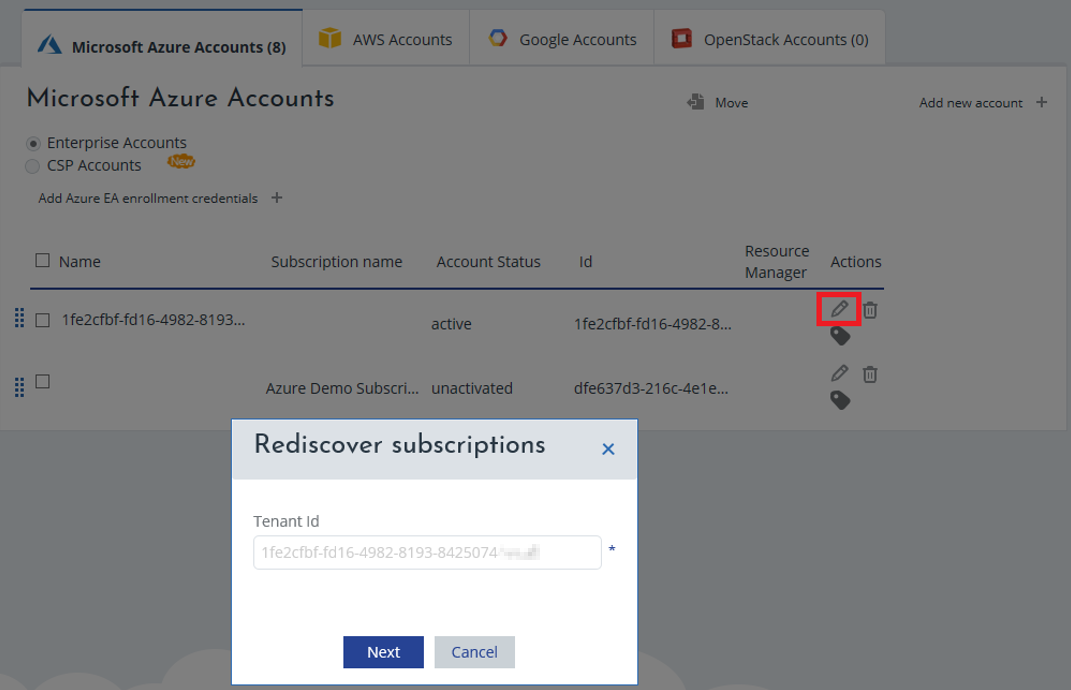 Microsoft Azure Accounts (8) AWS Accounts Google Accounts OpenStack Accounts (0)
Microsoft Azure Accounts Move Add new account +
Enterprise Accounts
CSP Accounts New
Add Azure EA enrollment credentials +
Name Subscription name Account Status Id Resource Manager Actions
1fe2cfbf-fd16-4982-8193... active 1fe2cfbf-fd16-4982-8...
Azure Demo Subscri... unactivated dfe637d3-216c-4e1e...
Rediscover subscriptions ×
Tenant Id
1fe2cfbf-fd16-4982-8193-8425074 *
Next Cancel